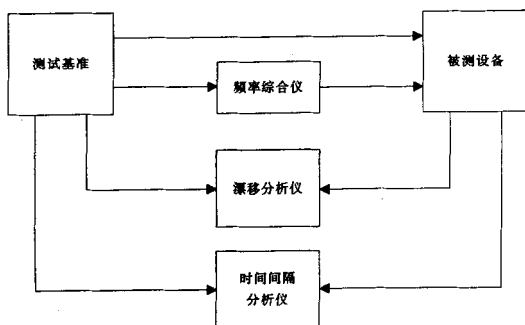 测试基准
被测设备
频率综合仪
漂移分析仪
时间间隔
分析仪